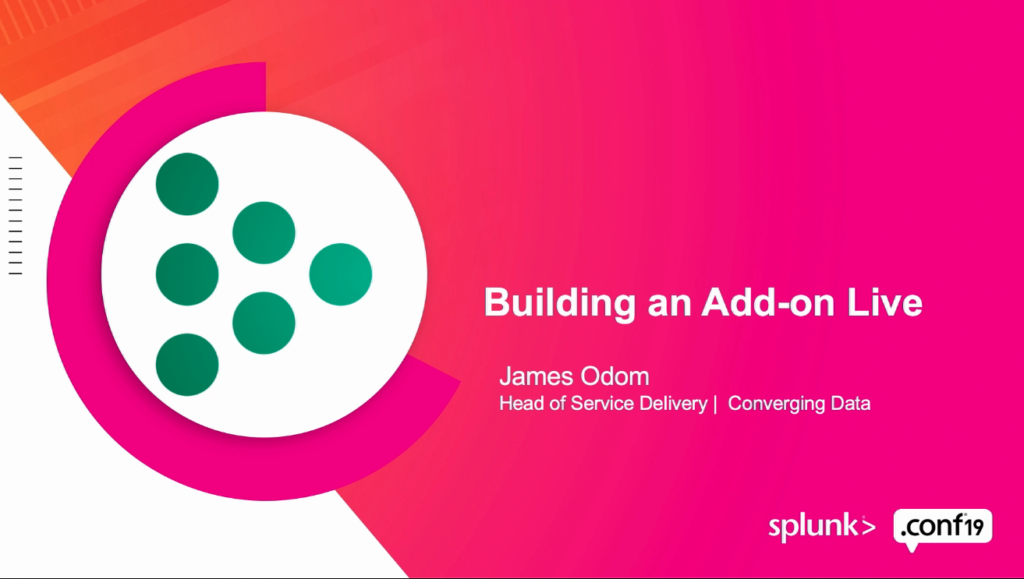 Building an Add-on Live
James Odom
Head of Service Delivery | Converging Data
splunk> .conf19